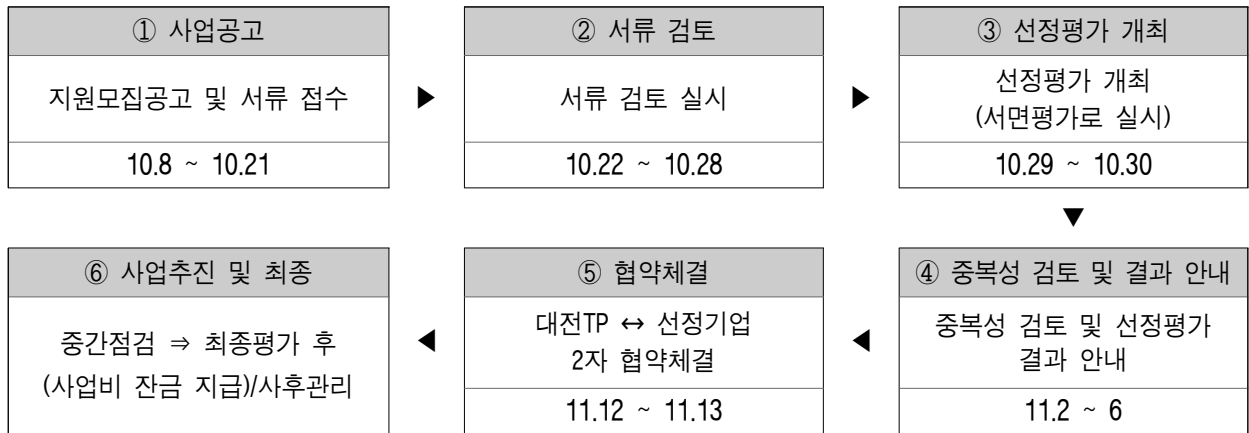 ① 사업공고
지원모집공고 및 서류 접수
10.8 ~ 10.21
▶
② 서류 검토
서류 검토 실시
10.22 ~ 10.28
▶
③ 선정평가 개최
선정평가 개최
(서면평가로 실시)
10.29 ~ 10.30
▼
④ 중복성 검토 및 결과 안내
중복성 검토 및 선정평가
결과 안내
11.2 ~ 6
◀
⑤ 협약체결
대전TP ↔ 선정기업
2자 협약체결
11.12 ~ 11.13
◀
⑥ 사업추진 및 최종
중간점검 ⇒ 최종평가 후
(사업비 잔금 지급)/사후관리